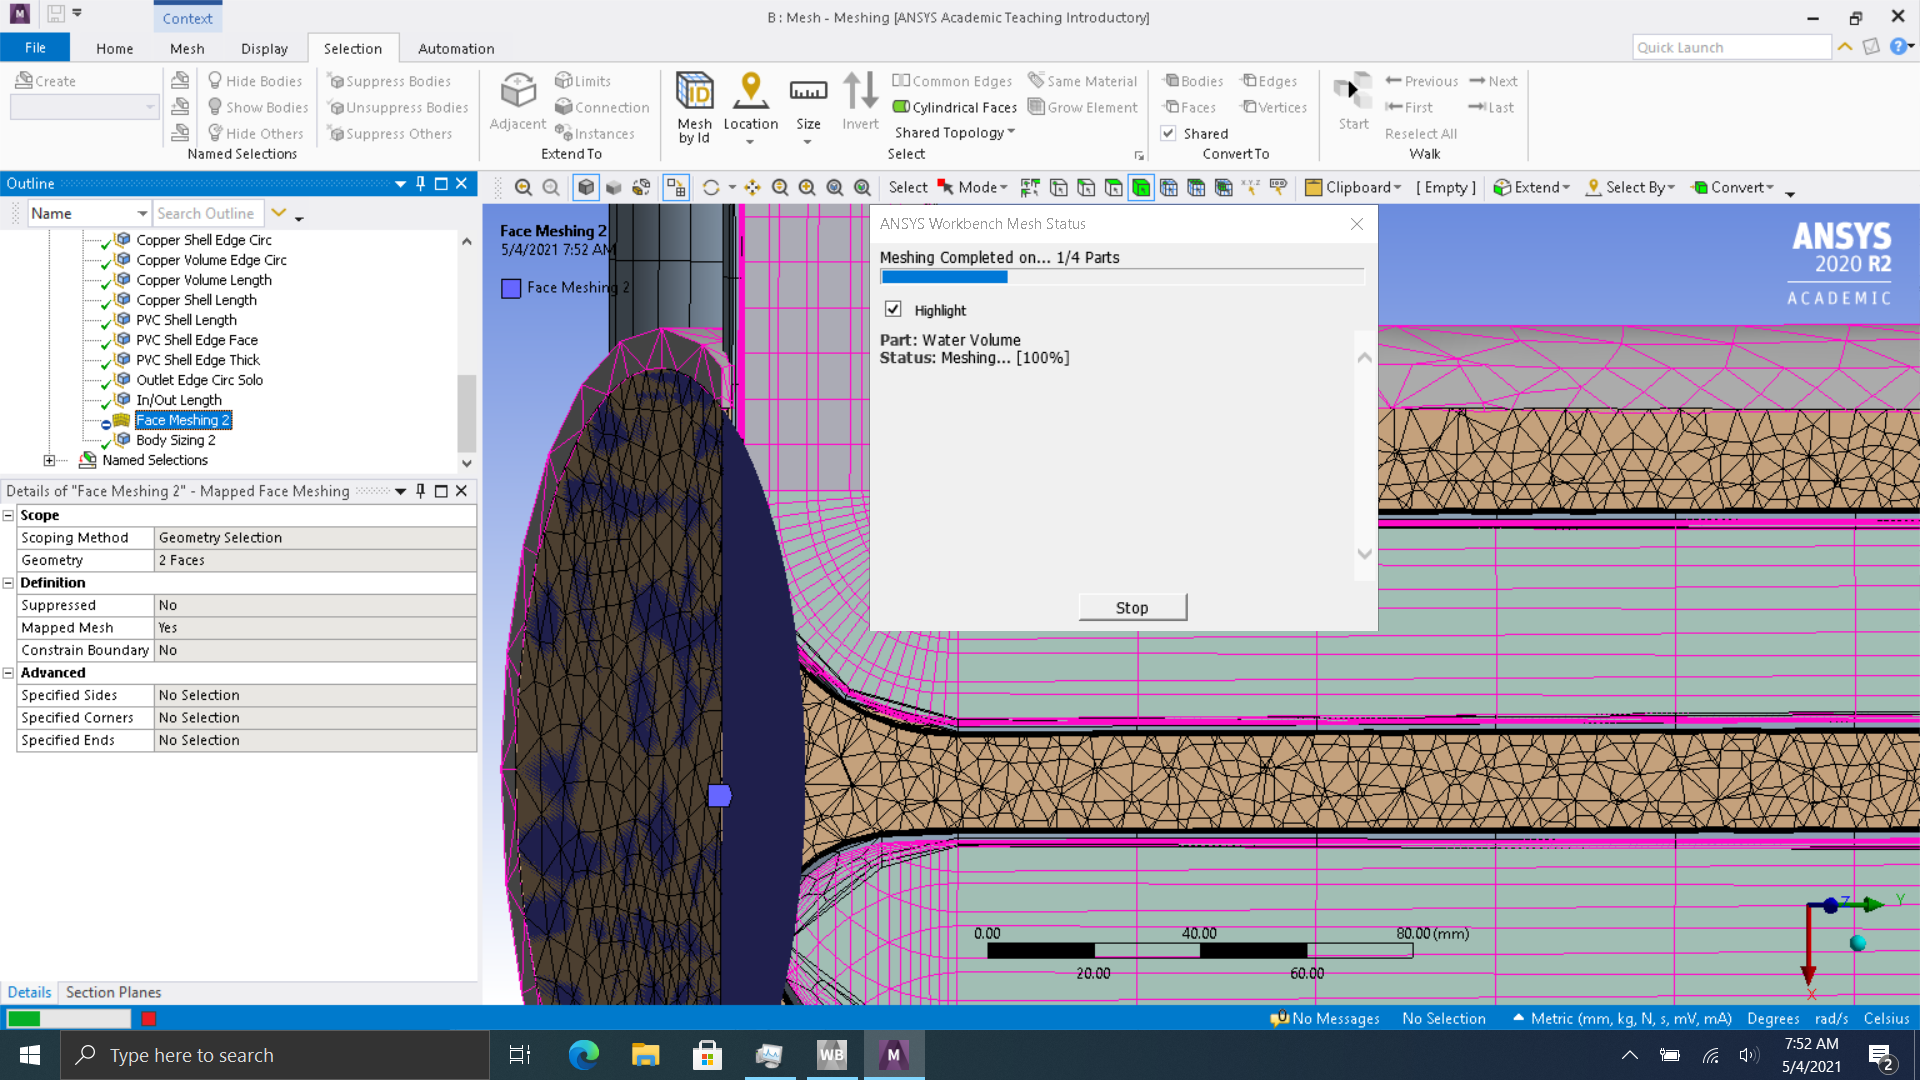 Context
B : Mesh - Meshing [ANSYS Academic Teaching Introductory]
File
Home
Mesh
Display
Selection
Automation
Quick Launch
Create
Hide Bodies
Show Bodies
Hide Others
Named Selections
Suppress Bodies
Unsuppress Bodies
Suppress Others
Adjacent
Limits
Connection
Instances
Extend To
Mesh
by Id
Location
Size
Invert
Common Edges
Cylindrical Faces
Shared Topology
Same Material
Grow Element
Select
Bodies
Edges
Faces
Vertices
Shared
Convert To
Start
Previous
Next
First
Last
Reselect All
Walk
Outline
Name
Search Outline
Copper Shell Edge Circ
Copper Volume Edge Circ
Copper Volume Length
Copper Shell Length
PVC Shell Length
PVC Shell Edge Face
PVC Shell Edge Thick
Outlet Edge Circ Solo
In/Out Length
Face Meshing 2
Body Sizing 2
Named Selections
Details of "Face Meshing 2" - Mapped Face Meshing
Scope
Scoping Method Geometry Selection
Geometry 2 Faces
Definition
Suppressed No
Mapped Mesh Yes
Constrain Boundary No
Advanced
Specified Sides No Selection
Specified Corners No Selection
Specified Ends No Selection
Details
Section Planes
Select
Mode
Clipboard
[ Empty ]
Extend
Select By
Convert
Face Meshing 2
5/4/2021 7:52 AM
Face Meshing 2
ANSYS Workbench Mesh Status
Meshing Completed on... 1/4 Parts
Highlight
Part: Water Volume
Status: Meshing... [100%]
Stop
ANSYS
2020 R2
ACADEMIC
0.00 40.00 80.00 (mm)
20.00 60.00
Z
Y
X
0 No Messages
No Selection
Metric (mm, kg, N, s, mV, mA)
Degrees
rad/s
Celsius
Type here to search
WB
M
7:52 AM
5/4/2021
2